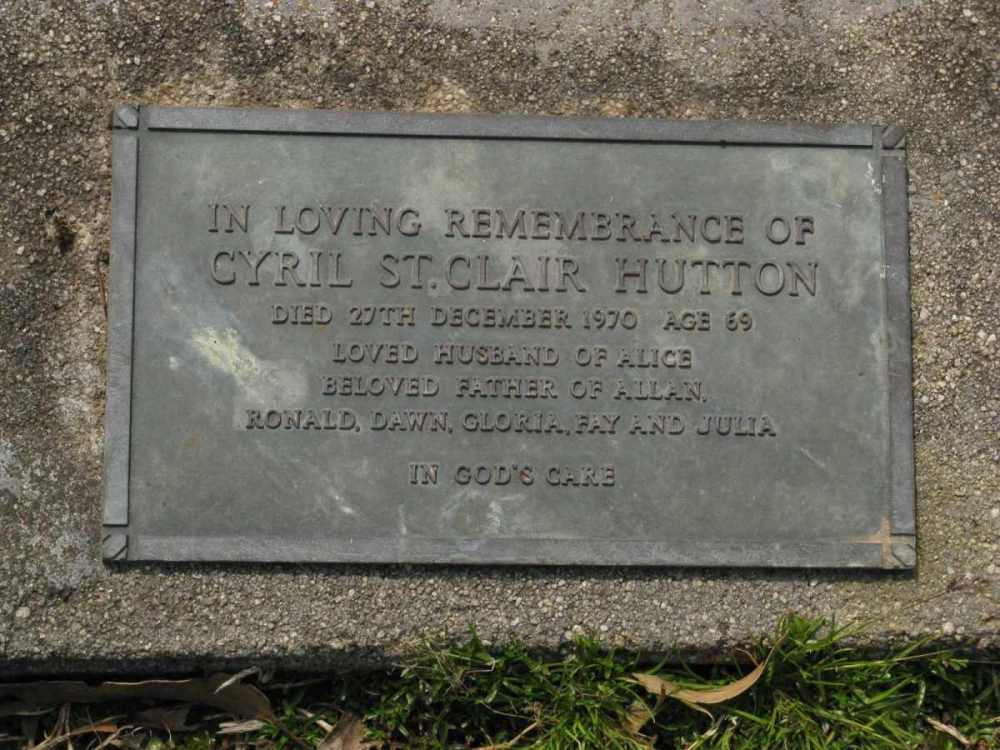 IN LOVING REMEMBRANCE OF
CYRIL ST.CLAIR HUTTON
DIED 27TH DECEMBER 1970 AGE 69
LOVED HUSBAND OF ALICE
BELOVED FATHER OF ALLAN,
RONALD, DAWN, GLORIA, FAY AND JULIA
IN GOD'S CARE